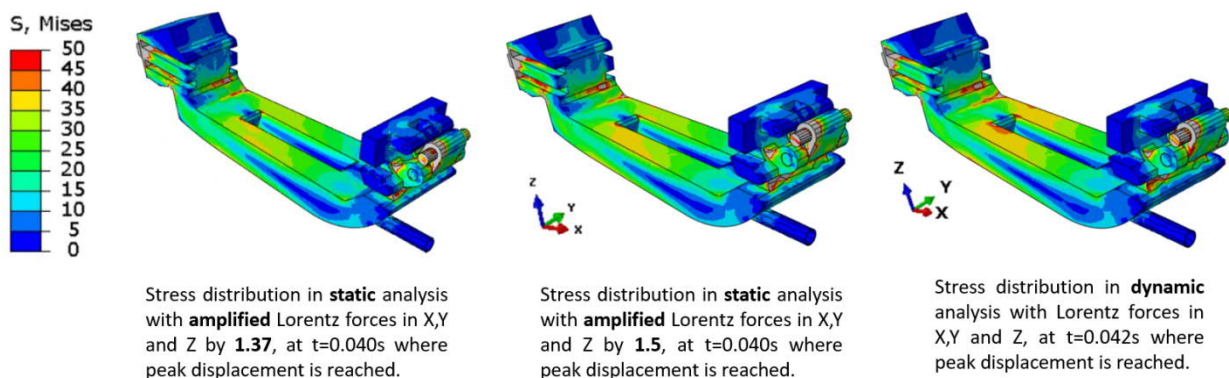 S, Mises
50
45
40
35
30
25
20
15
10
5
0
Z
Y
X
Z
Y
X
Stress distribution in static analysis
with amplified Lorentz forces in X,Y
and Z by 1.37, at t=0.040s where
peak displacement is reached.
Stress distribution in static analysis
with amplified Lorentz forces in X,Y
and Z by 1.5, at t=0.040s where
peak displacement is reached.
Stress distribution in dynamic
analysis with Lorentz forces in
X,Y and Z, at t=0.042s where
peak displacement is reached.